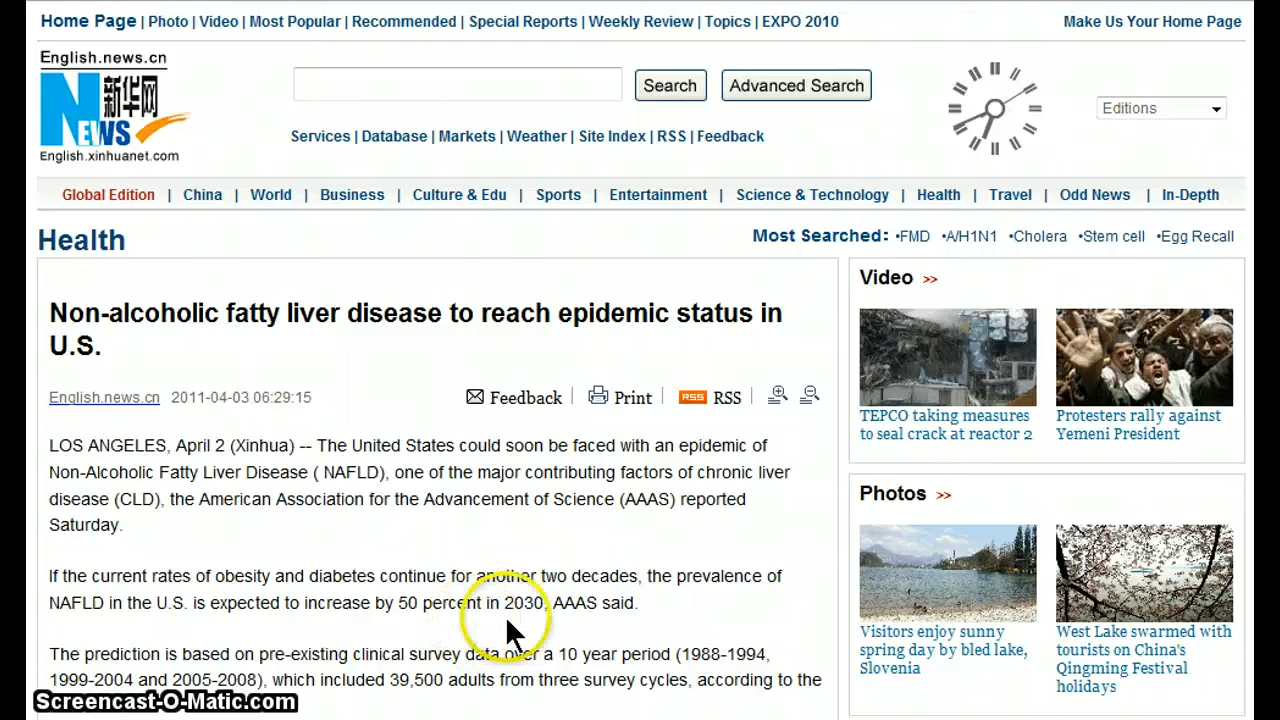 Home Page | Photo | Video | Most Popular | Recommended | Special Reports | Weekly Review | Topics | EXPO 2010
Make Us Your Home Page
English.news.cn
新华网
NEWS
English.xinhuanet.com
Search
Advanced Search
Editions
Services | Database | Markets | Weather | Site Index | RSS | Feedback
Global Edition | China | World | Business | Culture & Edu | Sports | Entertainment | Science & Technology | Health | Travel | Odd News | In-Depth
Health
Most Searched: •FMD •A/H1N1 •Cholera •Stem cell •Egg Recall
Non-alcoholic fatty liver disease to reach epidemic status in
U.S.
English.news.cn 2011-04-03 06:29:15
Feedback | Print | RSS RSS |
LOS ANGELES, April 2 (Xinhua) -- The United States could soon be faced with an epidemic of
Non-Alcoholic Fatty Liver Disease ( NAFLD), one of the major contributing factors of chronic liver
disease (CLD), the American Association for the Advancement of Science (AAAS) reported
Saturday.
If the current rates of obesity and diabetes continue for another two decades, the prevalence of
NAFLD in the U.S. is expected to increase by 50 percent in 2030, AAAS said.
The prediction is based on pre-existing clinical survey data over a 10 year period (1988-1994,
1999-2004 and 2005-2008), which included 39,500 adults from three survey cycles, according to the
Video >>
TEPCO taking measures
to seal crack at reactor 2
Protesters rally against
Yemeni President
Photos >>
Visitors enjoy sunny
spring day by bled lake,
Slovenia
West Lake swarmed with
tourists on China's
Qingming Festival
holidays
Screencast-O-Matic.com